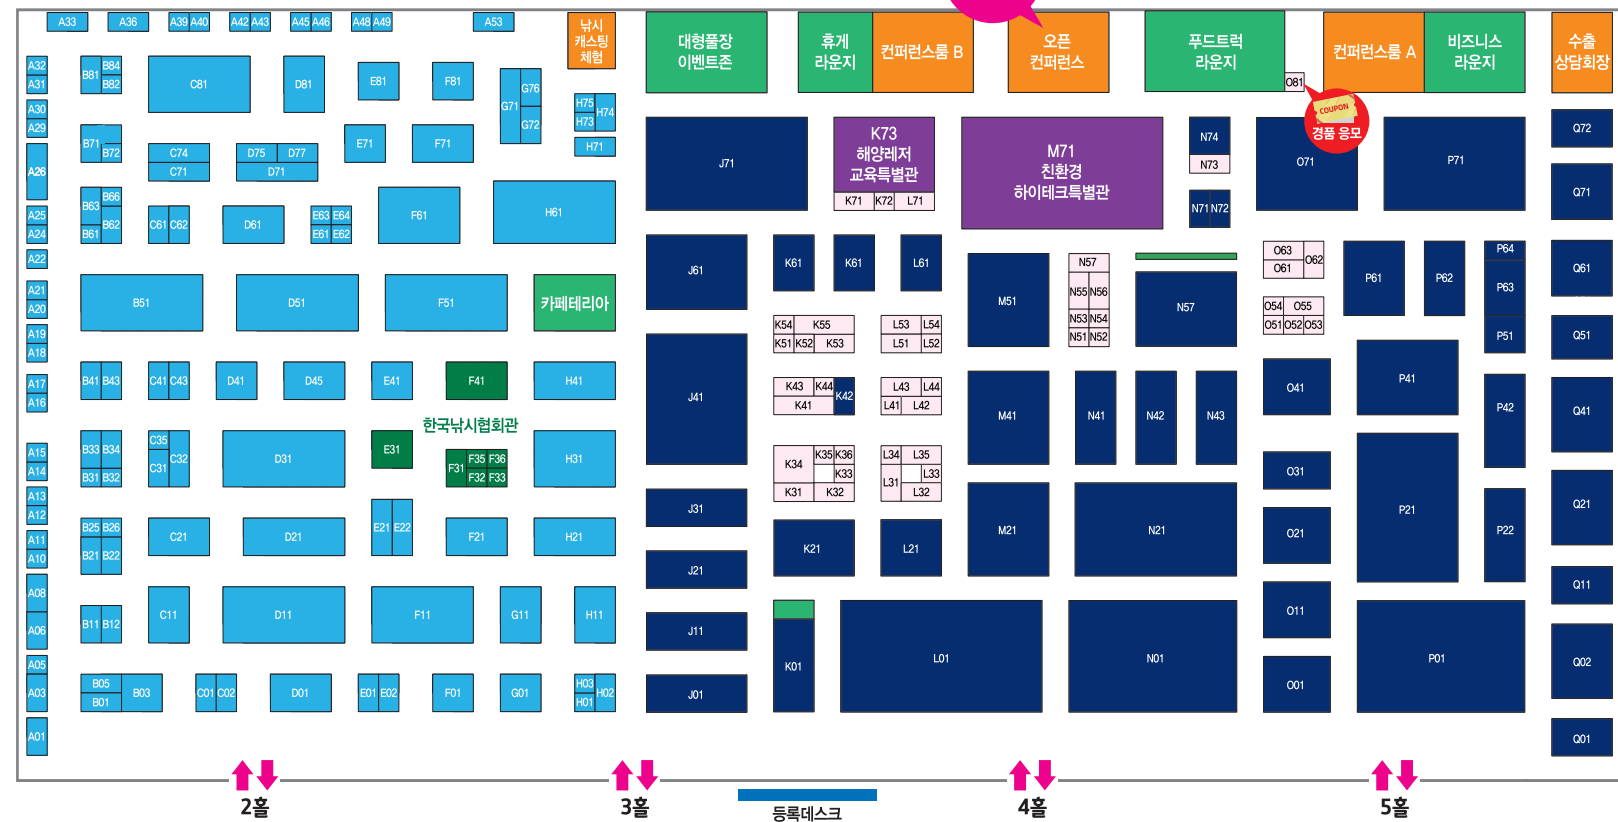 A33
A36
A39 A40
A42 A43
A45 A46
A48 A49
A53
낚시
캐스팅
체험
대형풀장
이벤트존
휴게
라운지
컨퍼런스룸 B
오픈
컨퍼런스
푸드트럭
라운지
컨퍼런스룸 A
비즈니스
라운지
수출
상담회장
O81
COUPON
경품 응모
A32
A31
A30
A29
A26
A25
A24
A22
A21
A20
A19
A18
A17
A16
A15
A14
A13
A12
A11
A10
A08
A06
A05
A03
A01
B81 B84
B82
C81
D81
E81
F81
G71 G76
G72
H75 H74
H73
H71
B71
B72
C74
C71
D75 D77
D71
E71
F71
B63 B66
B61 B62
C61 C62
D61
E63 E64
E61 E62
F61
H61
B51
D51
F51
카페테리아
B41 B43
C41 C43
D41
D45
E41
F41
H41
한국낚시협회관
B33 B34
B31 B32
C35
C31 C32
D31
E31
F31 F35 F36
F32 F33
H31
B25 B26
B21 B22
C21
D21
E21 E22
F21
H21
B11 B12
C11
D11
F11
G11
H11
B05
B01
B03
C01 C02
D01
E01 E02
F01
G01
H03
H01 H02
J71
K73
해양레저
교육특별관
K71 K72 L71
M71
친환경
하이테크특별관
N74
N73
N71 N72
O71
P71
Q72
Q71
J61
K61
K61
L61
M51
N57
N55 N56
N53 N54
N51 N52
N57
O63
O61
O62
O54 O55
O51 O52 O53
P61
P62
P64
P63
P51
Q61
Q51
J41
K54 K55
K51 K52 K53
L53 L54
L51 L52
K43 K44 K42
K41
L43 L44
L41 L42
M41
N41
N42
N43
O41
P41
P42
Q41
K34 K35 K36
K33
K31 K32
L34 L35
L31 L33
L32
O31
J31
K21
L21
M21
N21
O21
P21
P22
Q21
J21
J11
J01
K01
L01
N01
O11
O01
P01
Q11
Q02
Q01
2홀
3홀
등록데스크
4홀
5홀